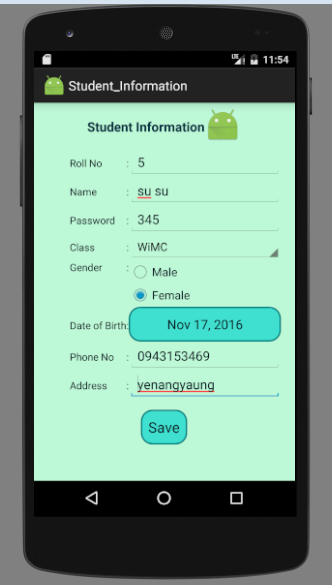 11:54
Student_Information
Student Information
Roll No : 5
Name : su su
Password : 345
Class : WiMC
Gender : Male
Female
Date of Birth: Nov 17, 2016
Phone No : 0943153469
Address : yenangyaung
Save